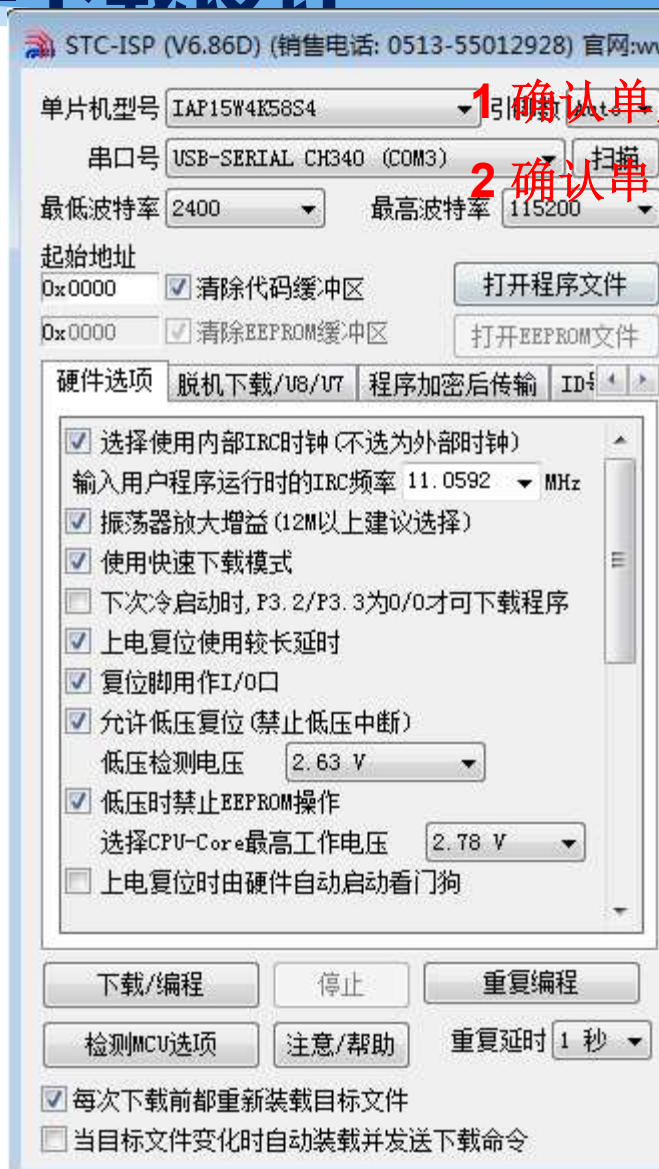 下载软件
STC-ISP (V6.86D) (销售电话: 0513-55012928) 官网:ww
单片机型号 IAP15W4K58S4 引脚数 Auto
1 确认单
串口号 USB-SERIAL CH340 (COM3) 扫描
2 确认串
最低波特率 2400 最高波特率 115200
起始地址
0x0000 清除代码缓冲区 打开程序文件
0x0000 清除EEPROM缓冲区 打开EEPROM文件
硬件选项 脱机下载/U8/U7 程序加密后传输
选择使用内部IRC时钟(不选为外部时钟)
输入用户程序运行时的IRC频率 11.0592 MHz
振荡器放大增益(12M以上建议选择)
使用快速下载模式
下次冷启动时,P3.2/P3.3为0/0才可下载程序
上电复位使用较长延时
复位脚用作I/O口
允许低压复位(禁止低压中断)
低压检测电压 2.63 V
低压时禁止EEPROM操作
选择CPU-Core最高工作电压 2.78 V
上电复位时由硬件自动启动看门狗
下载/编程 停止 重复编程
检测MCU选项 注意/帮助 重复延时 1 秒
每次下载前都重新装载目标文件
当目标文件变化时自动装载并发送下载命令